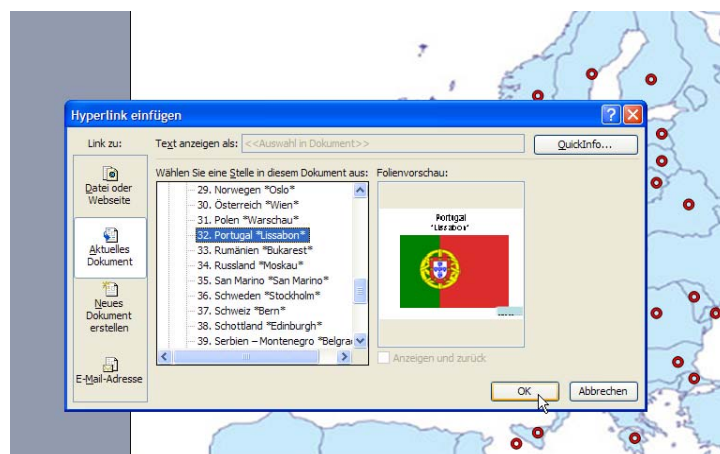 Hyperlink einfügen
Link zu:
Text anzeigen als:
<<Auswahl in Dokument>>
QuickInfo...
Datei oder
Webseite
Aktuelles
Dokument
Neues
Dokument
erstellen
E-Mail-Adresse
Wählen Sie eine Stelle in diesem Dokument aus:
29. Norwegen *Oslo*
30. Österreich *Wien*
31. Polen *Warschau*
32. Portugal *Lissabon*
33. Rumänien *Bukarest*
34. Russland *Moskau*
35. San Marino *San Marino*
36. Schweden *Stockholm*
37. Schweiz *Bern*
38. Schottland *Edinburgh*
39. Serbien – Montenegro *Belgra
Folienvorschau:
Portugal
*Lissabon*
Anzeigen und zurück
OK
Abbrechen